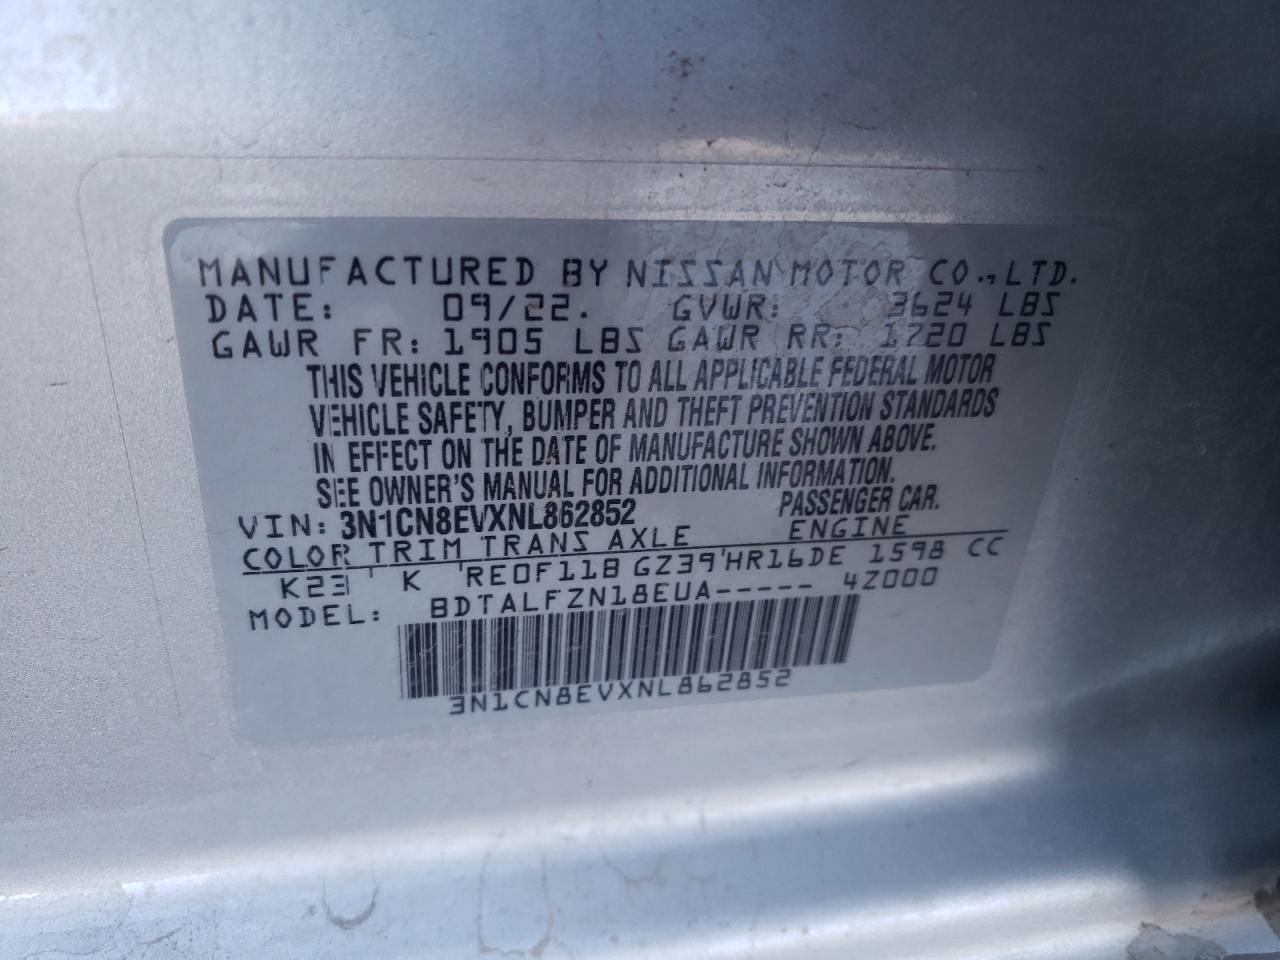 MANUFACTURED BY NISSAN MOTOR CO.,LTD.
DATE: 09/22. GVWR: 3624 LBS
GAWR FR: 1905 LBS GAWR RR: 1720 LBS
THIS VEHICLE CONFORMS TO ALL APPLICABLE FEDERAL MOTOR
VEHICLE SAFETY, BUMPER AND THEFT PREVENTION STANDARDS
IN EFFECT ON THE DATE OF MANUFACTURE SHOWN ABOVE.
SEE OWNER'S MANUAL FOR ADDITIONAL INFORMATION.
VIN: 3N1CN8EVXNL862852 PASSENGER CAR.
COLOR TRIM TRANS AXLE ENGINE
K23 K RE0F11B GZ39 HR16DE 1598 CC
MODEL: BDTALFZN18EUA----- 4Z000
3N1CN8EVXNL862852